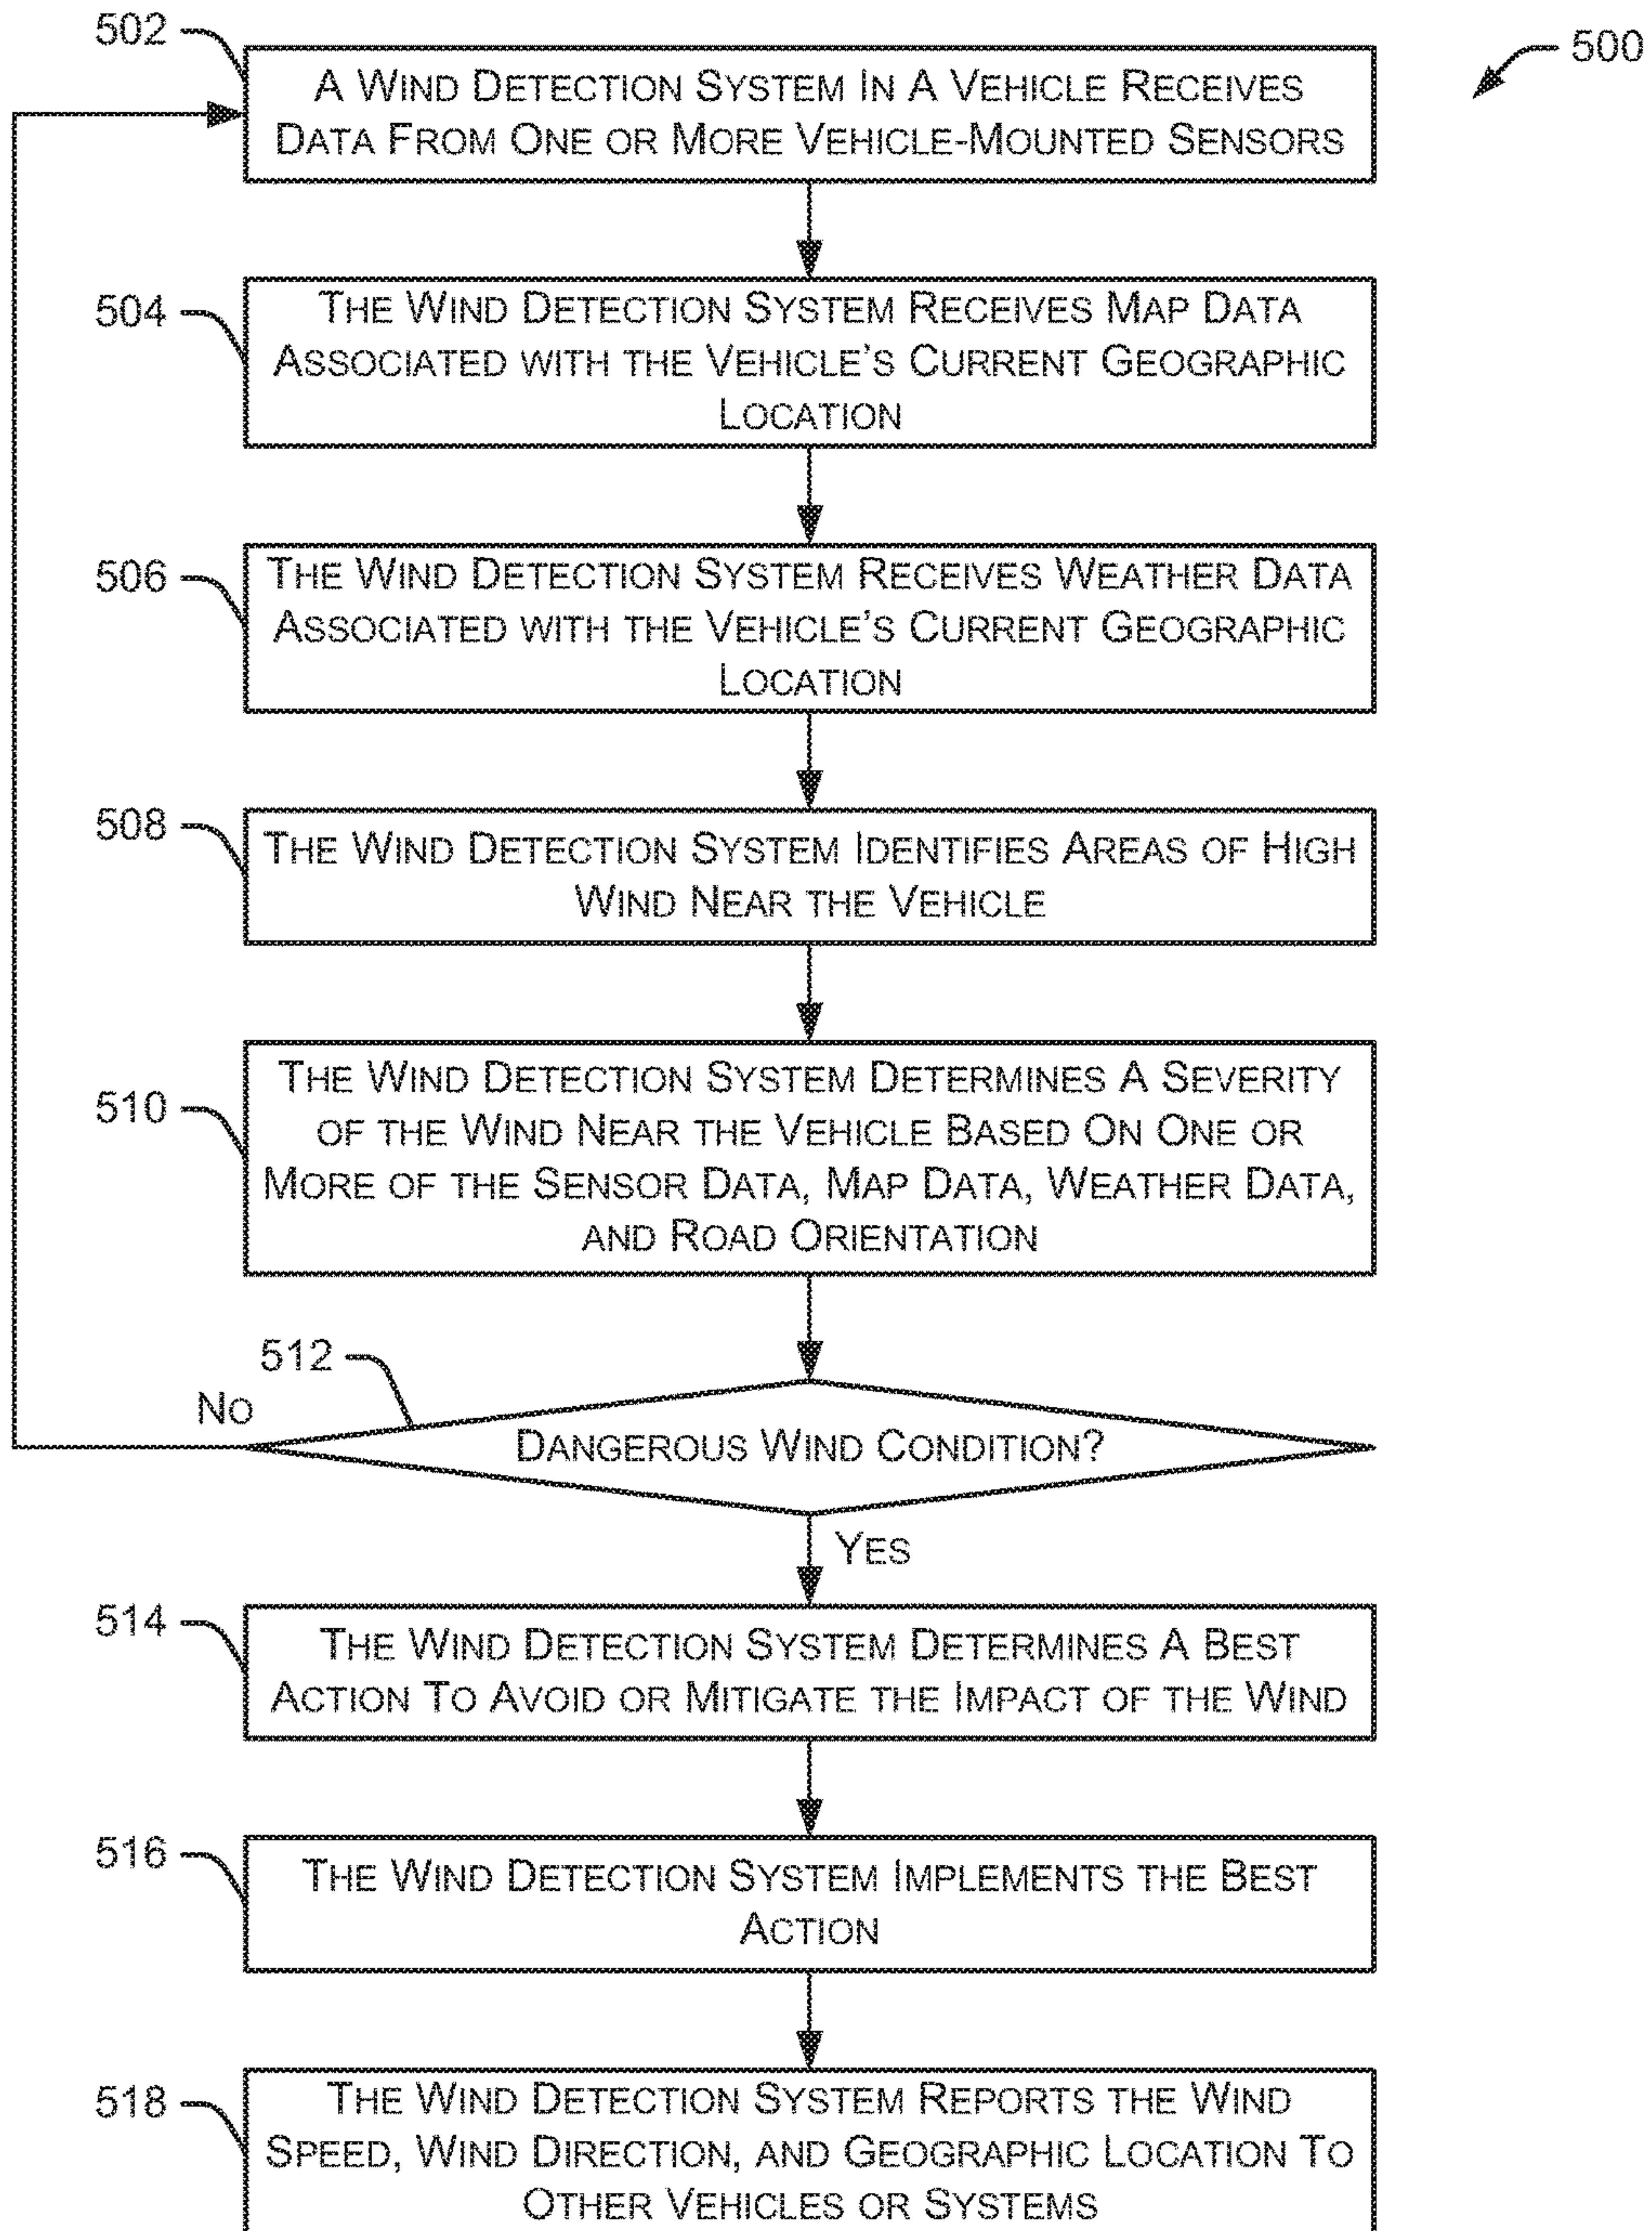 502
500
A WIND DETECTION SYSTEM IN A VEHICLE RECEIVES
DATA FROM ONE OR MORE VEHICLE-MOUNTED SENSORS
504
THE WIND DETECTION SYSTEM RECEIVES MAP DATA
ASSOCIATED WITH THE VEHICLE'S CURRENT GEOGRAPHIC
LOCATION
506
THE WIND DETECTION SYSTEM RECEIVES WEATHER DATA
ASSOCIATED WITH THE VEHICLE'S CURRENT GEOGRAPHIC
LOCATION
508
THE WIND DETECTION SYSTEM IDENTIFIES AREAS OF HIGH
WIND NEAR THE VEHICLE
510
THE WIND DETECTION SYSTEM DETERMINES A SEVERITY
OF THE WIND NEAR THE VEHICLE BASED ON ONE OR
MORE OF THE SENSOR DATA, MAP DATA, WEATHER DATA,
AND ROAD ORIENTATION
512
NO
DANGEROUS WIND CONDITION?
YES
514
THE WIND DETECTION SYSTEM DETERMINES A BEST
ACTION TO AVOID OR MITIGATE THE IMPACT OF THE WIND
516
THE WIND DETECTION SYSTEM IMPLEMENTS THE BEST
ACTION
518
THE WIND DETECTION SYSTEM REPORTS THE WIND
SPEED, WIND DIRECTION, AND GEOGRAPHIC LOCATION TO
OTHER VEHICLES OR SYSTEMS